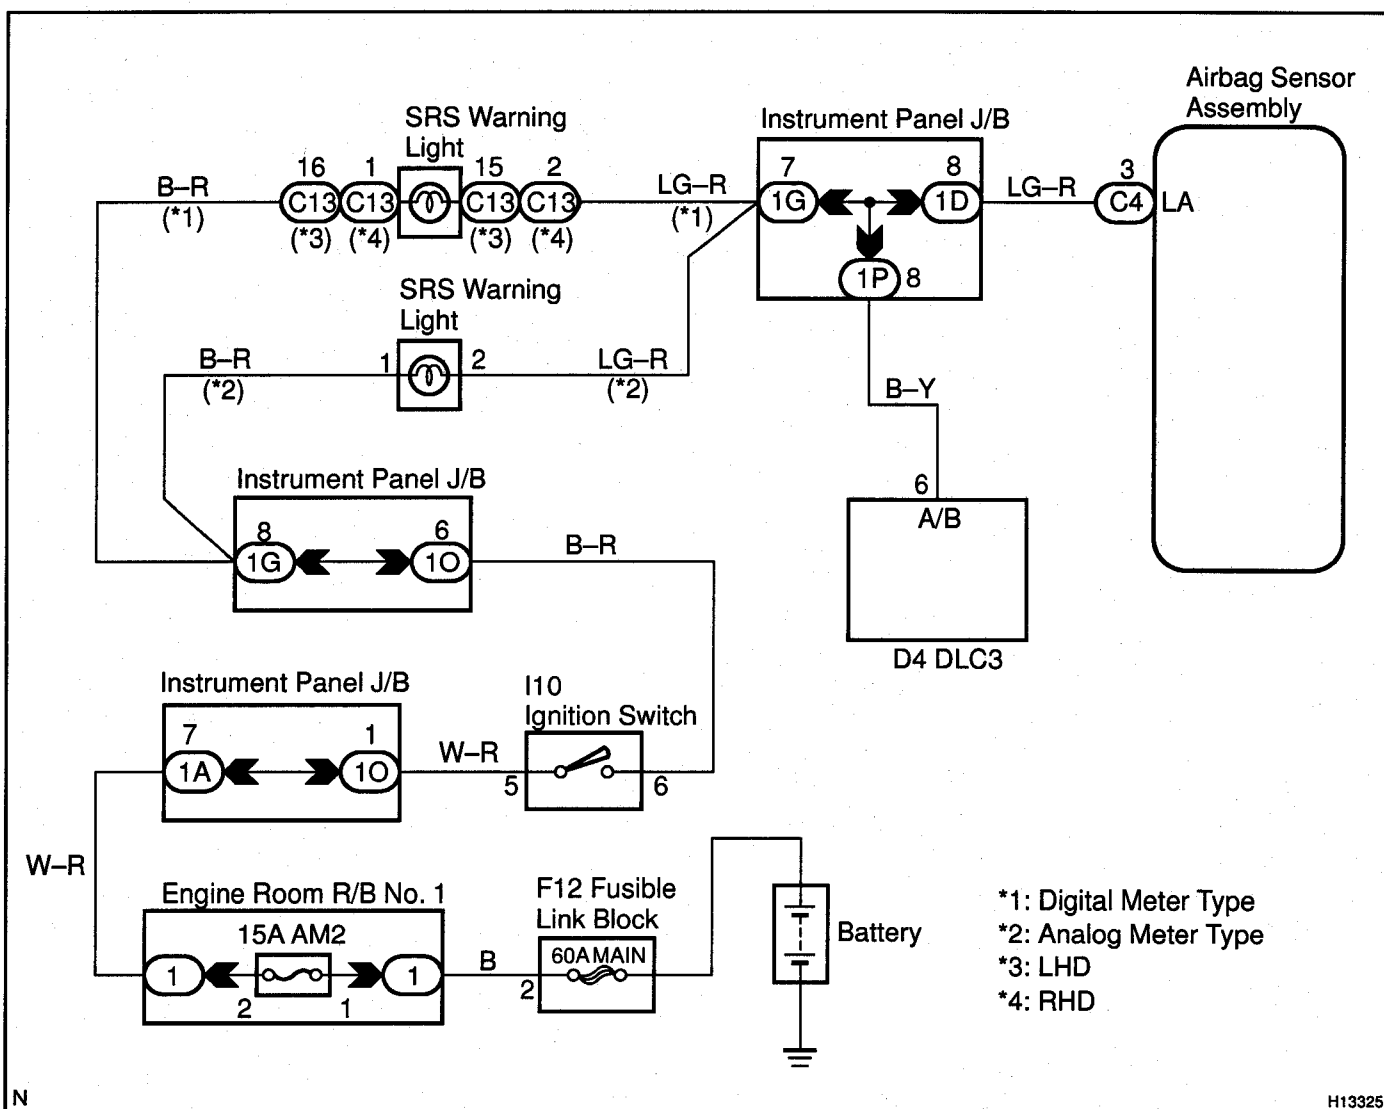 Airbag Sensor
Assembly
SRS Warning
Light
Instrument Panel J/B
16 1 15 2
7 8 3
B–R
(*1)
C13 C13 C13 C13
(*3) (*4) (*3) (*4)
LG–R
(*1)
1G 1D
LG–R
C4 LA
1P 8
SRS Warning
Light
B–R
(*2)
1 2
LG–R
(*2)
B–Y
6
A/B
D4 DLC3
Instrument Panel J/B
8 6
1G 1O
B–R
Instrument Panel J/B
7 1
1A 1O
W–R
I10
Ignition Switch
5 6
W–R
Engine Room R/B No. 1
15A AM2
1 1
2 1
B
F12 Fusible
Link Block
60A MAIN
2
Battery
*1: Digital Meter Type
*2: Analog Meter Type
*3: LHD
*4: RHD
N
H13325